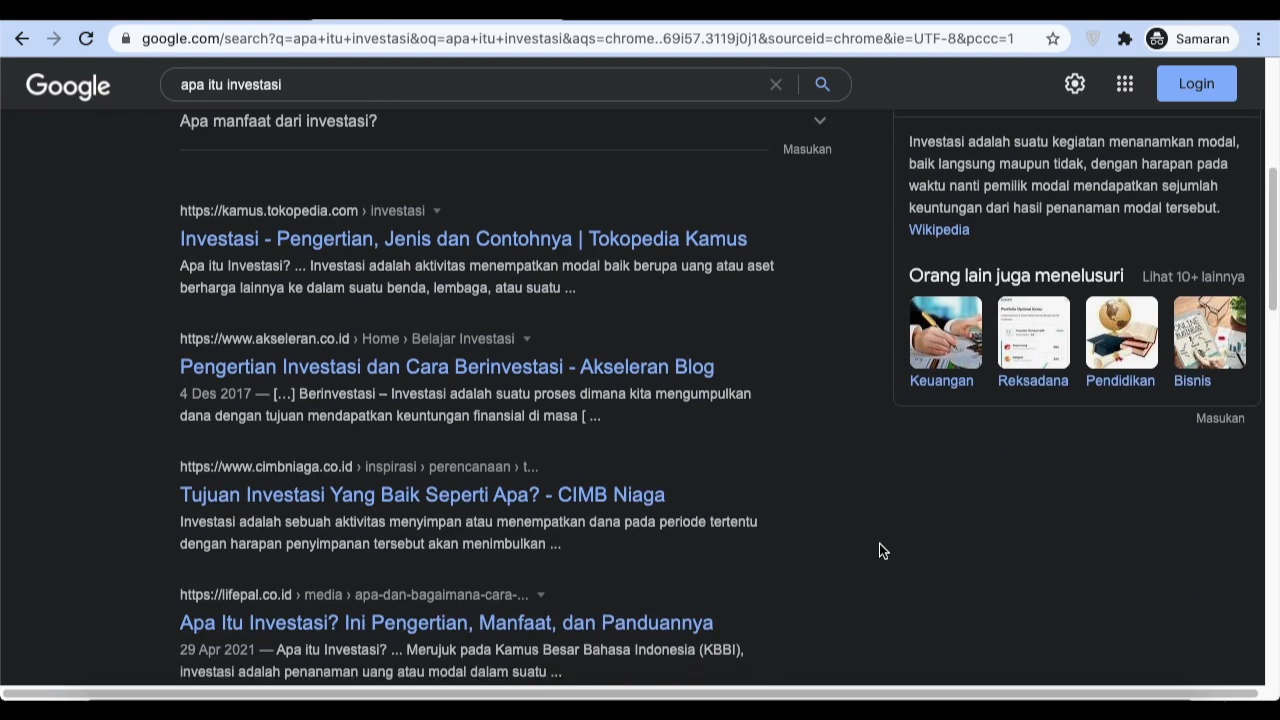 google.com/search?q=apa+itu+investasi&oq=apa+itu+investasi&aqs=chrome..69i57.3119j0j1&sourceid=chrome&ie=UTF-8&pccc=1
Samaran
Google
apa itu investasi
Login
Apa manfaat dari investasi?
Masukan
https://kamus.tokopedia.com › investasi
Investasi - Pengertian, Jenis dan Contohnya | Tokopedia Kamus
Apa itu Investasi? ... Investasi adalah aktivitas menempatkan modal baik berupa uang atau aset
berharga lainnya ke dalam suatu benda, lembaga, atau suatu ...
https://www.akseleran.co.id › Home › Belajar Investasi
Pengertian Investasi dan Cara Berinvestasi - Akseleran Blog
4 Des 2017 — [...] Berinvestasi – Investasi adalah suatu proses dimana kita mengumpulkan
dana dengan tujuan mendapatkan keuntungan finansial di masa [ ...
https://www.cimbniaga.co.id › inspirasi › perencanaan › t...
Tujuan Investasi Yang Baik Seperti Apa? - CIMB Niaga
Investasi adalah sebuah aktivitas menyimpan atau menempatkan dana pada periode tertentu
dengan harapan penyimpanan tersebut akan menimbulkan ...
https://lifepal.co.id › media › apa-dan-bagaimana-cara-...
Apa Itu Investasi? Ini Pengertian, Manfaat, dan Panduannya
29 Apr 2021 — Apa itu Investasi? ... Merujuk pada Kamus Besar Bahasa Indonesia (KBBI),
investasi adalah penanaman uang atau modal dalam suatu ...
Investasi adalah suatu kegiatan menanamkan modal,
baik langsung maupun tidak, dengan harapan pada
waktu nanti pemilik modal mendapatkan sejumlah
keuntungan dari hasil penanaman modal tersebut.
Wikipedia
Orang lain juga menelusuri
Lihat 10+ lainnya
Keuangan
Reksadana
Pendidikan
Bisnis
Masukan